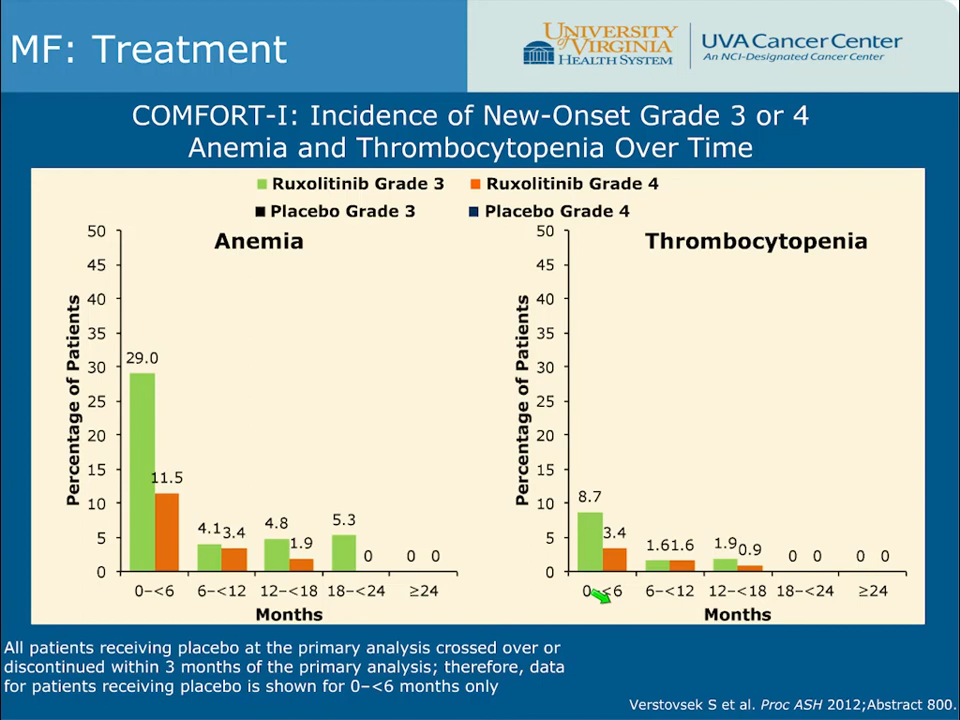 MF: Treatment
UNIVERSITY
of VIRGINIA
HEALTH SYSTEM
UVA Cancer Center
An NCI-Designated Cancer Center
COMFORT-I: Incidence of New-Onset Grade 3 or 4
Anemia and Thrombocytopenia Over Time
Ruxolitinib Grade 3 Ruxolitinib Grade 4
Placebo Grade 3 Placebo Grade 4
Anemia
Percentage of Patients
50
45
40
35
30
25
20
15
10
5
0
29.0 11.5 4.1 3.4 4.8 1.9 5.3 0 0 0
0–<6 6–<12 12–<18 18–<24 ≥24
Months
Thrombocytopenia
Percentage of Patients
50
45
40
35
30
25
20
15
10
5
0
8.7 3.4 1.6 1.6 1.9 0.9 0 0 0 0
0–<6 6–<12 12–<18 18–<24 ≥24
Months
All patients receiving placebo at the primary analysis crossed over or
discontinued within 3 months of the primary analysis; therefore, data
for patients receiving placebo is shown for 0–<6 months only
Verstovsek S et al. Proc ASH 2012;Abstract 800.